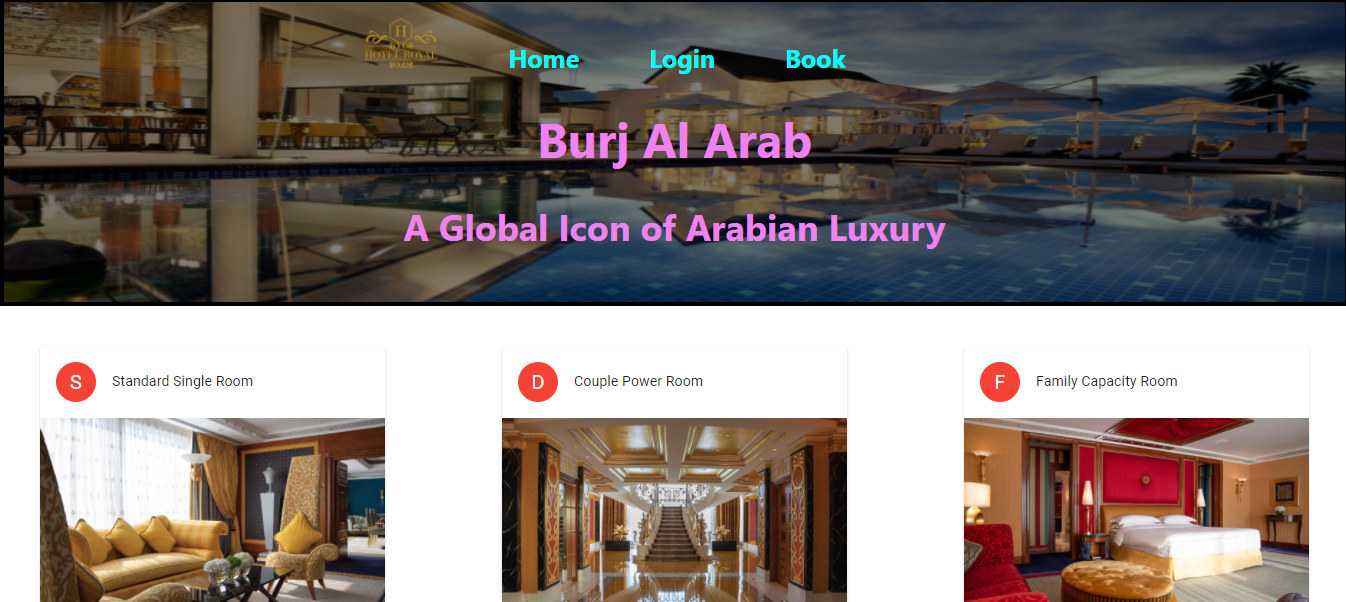 H
HOTEL ROYAL
Home Login Book
Burj Al Arab
A Global Icon of Arabian Luxury
S Standard Single Room
D Couple Power Room
F Family Capacity Room